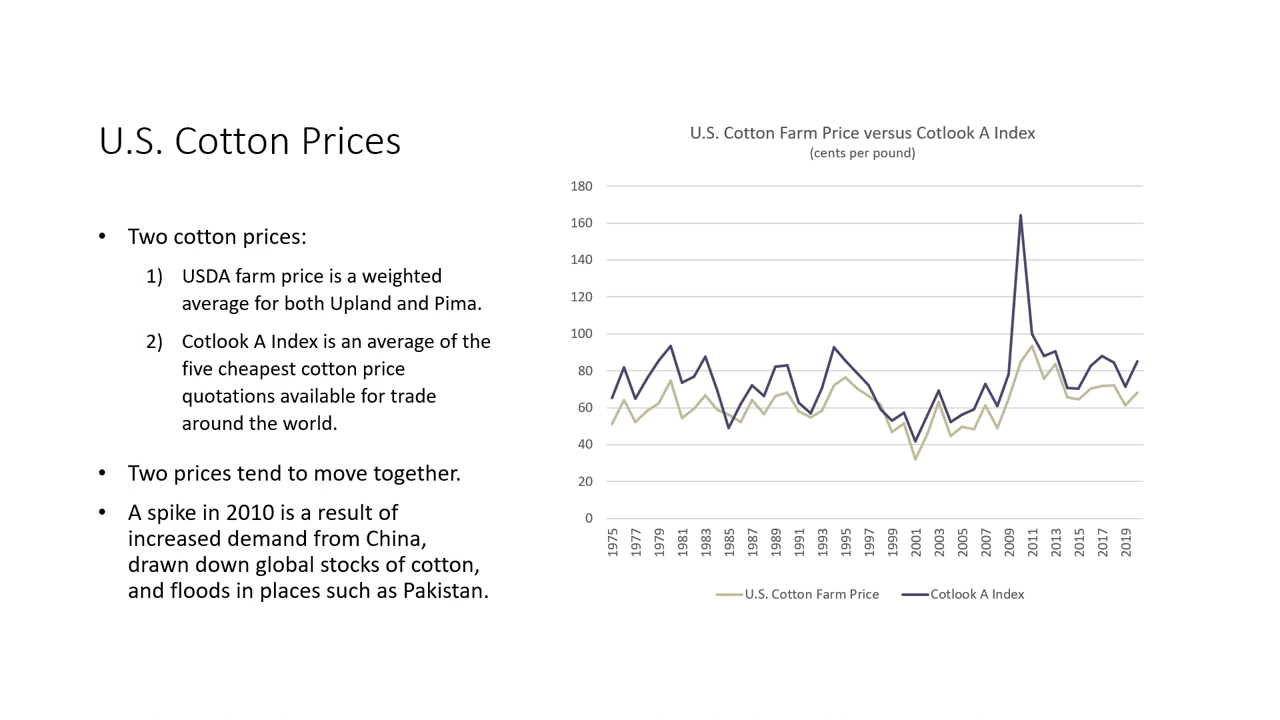 U.S. Cotton Prices
• Two cotton prices:
1) USDA farm price is a weighted
average for both Upland and Pima.
2) Cotlook A Index is an average of the
five cheapest cotton price
quotations available for trade
around the world.
• Two prices tend to move together.
• A spike in 2010 is a result of
increased demand from China,
drawn down global stocks of cotton,
and floods in places such as Pakistan.
U.S. Cotton Farm Price versus Cotlook A Index
(cents per pound)
180
160
140
120
100
80
60
40
20
0
1975 1977 1979 1981 1983 1985 1987 1989 1991 1993 1995 1997 1999 2001 2003 2005 2007 2009 2011 2013 2015 2017 2019
U.S. Cotton Farm Price Cotlook A Index